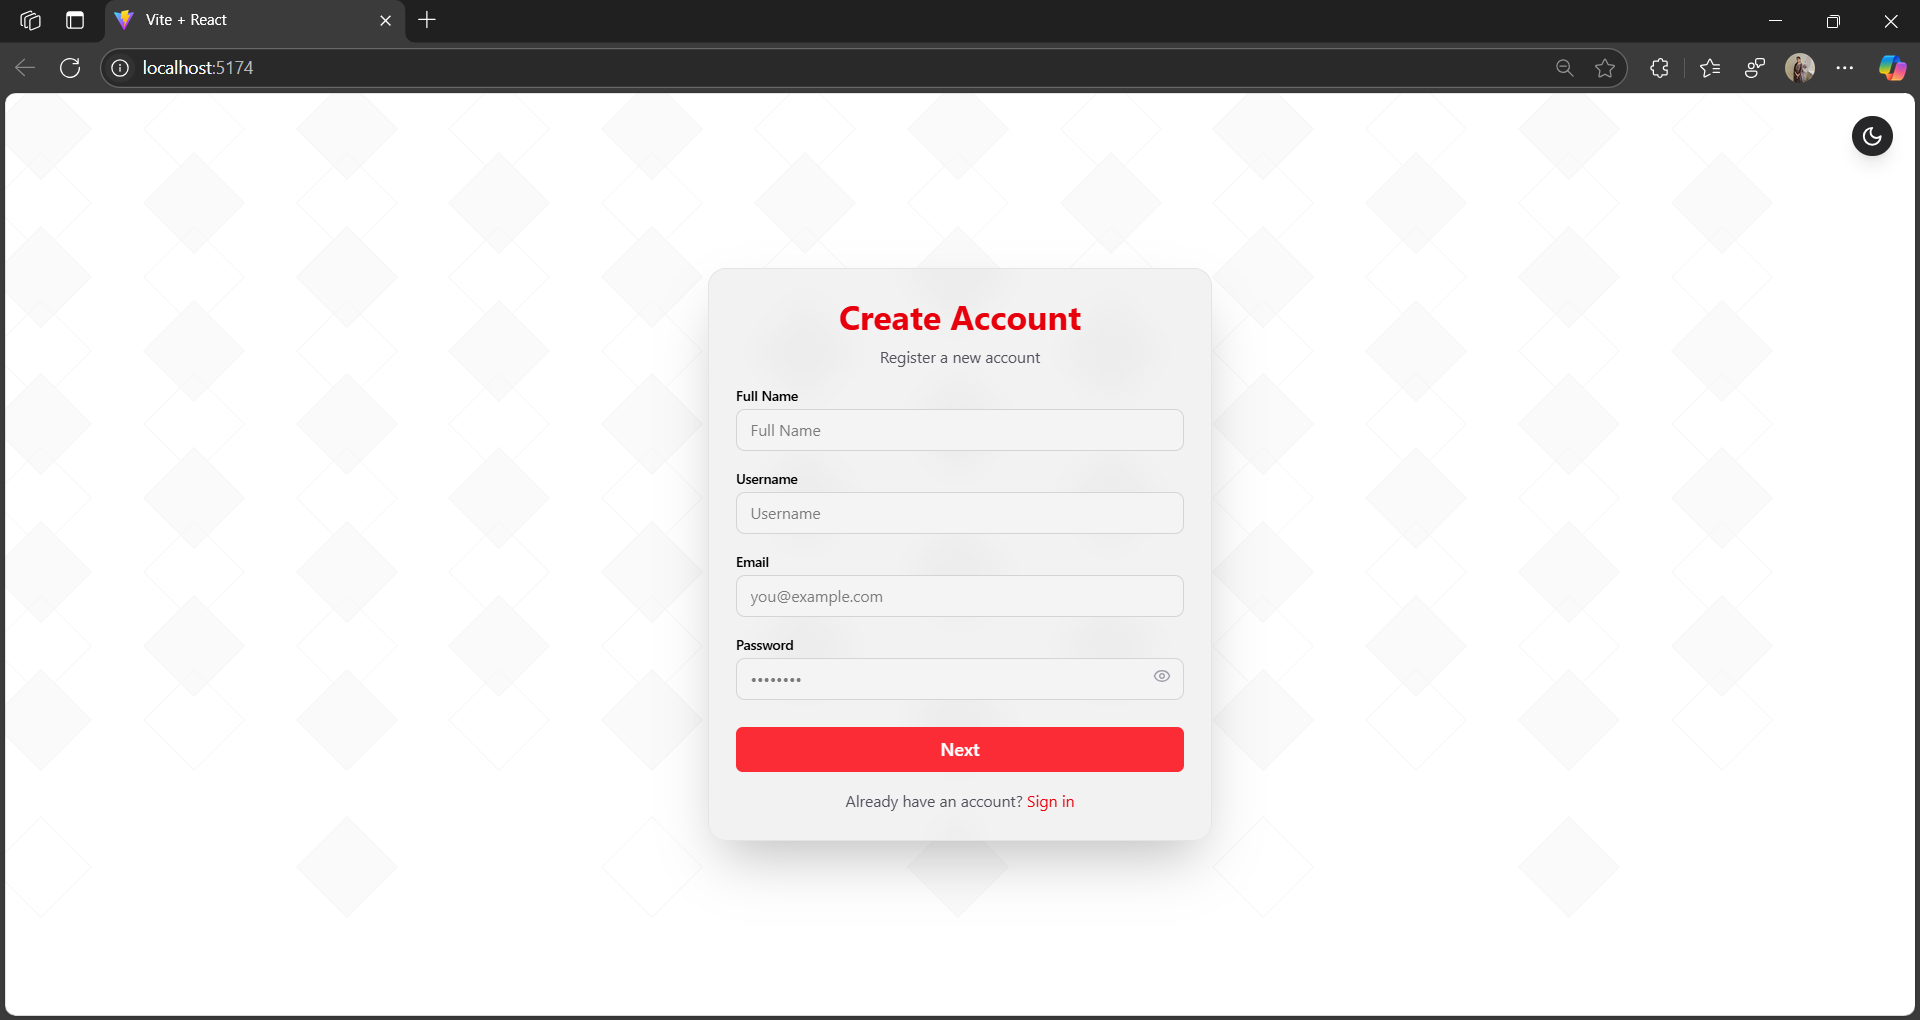 Vite + React
localhost:5174
Create Account
Register a new account
Full Name
Full Name
Username
Username
Email
you@example.com
Password
••••••••
Next
Already have an account? Sign in